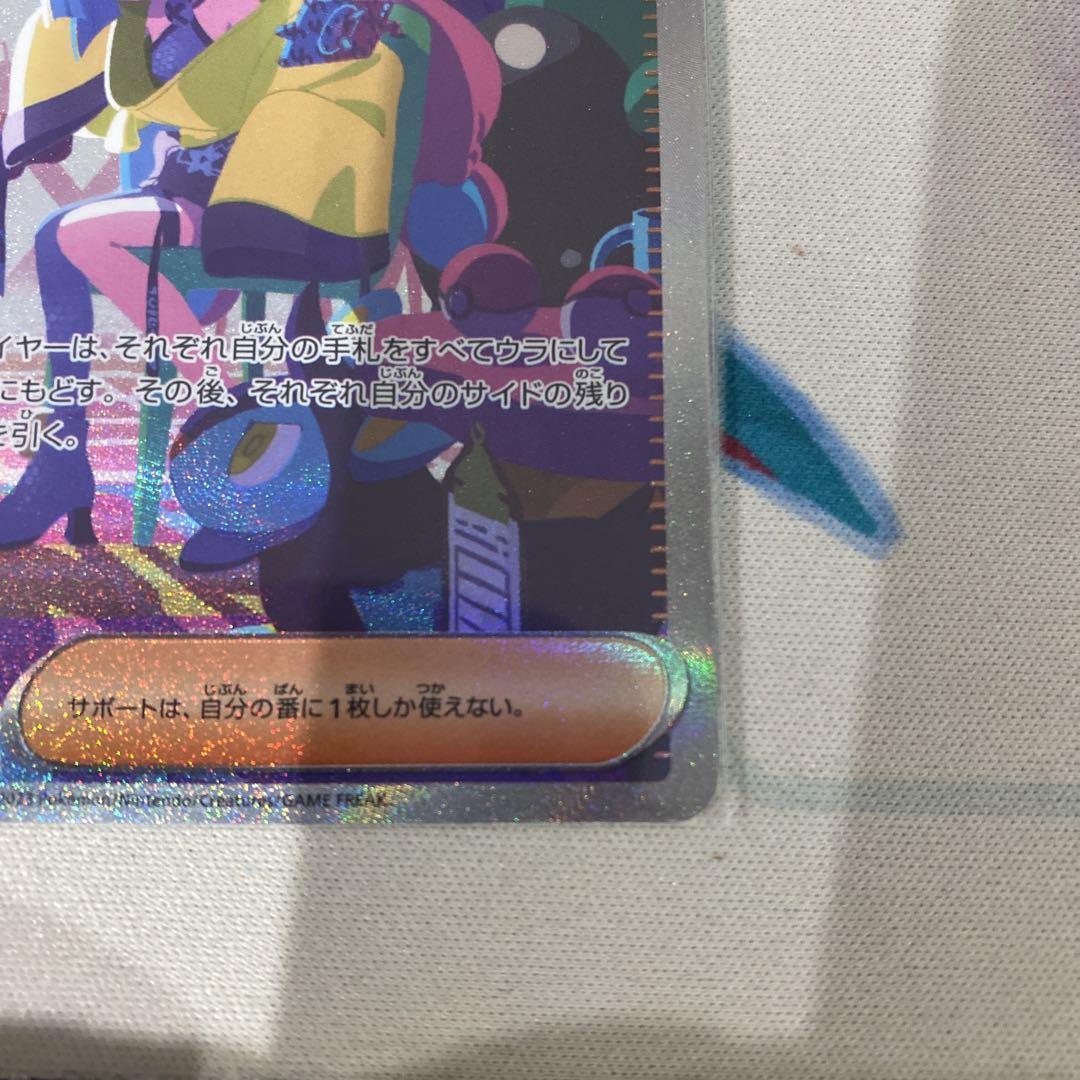 イヤーは、それぞれ自分の手札をすべてウラにして
にもどす。その後、それぞれ自分のサイドの残り
を引く。
サポートは、自分の番に1枚しか使えない。
2023 Pokémon/Nintendo/Creatures/GAME FREAK.